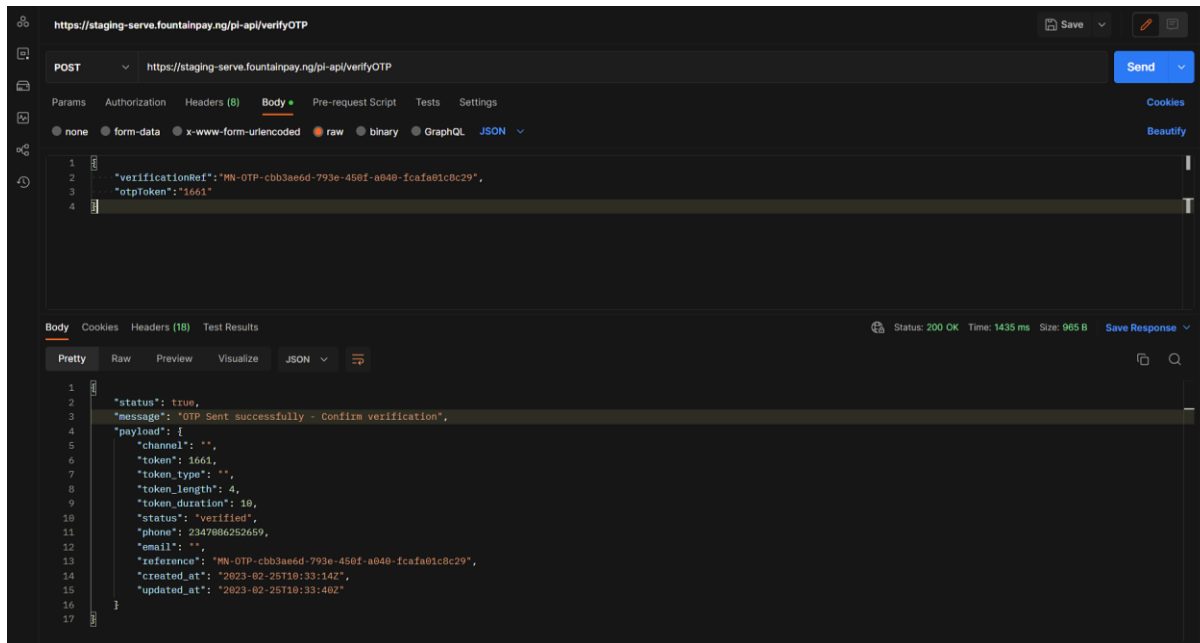 https://staging-serve.fountainpay.ng/pi-api/verifyOTP
Save
POST
https://staging-serve.fountainpay.ng/pi-api/verifyOTP
Send
Params Authorization Headers (8) Body Pre-request Script Tests Settings
Cookies
none form-data x-www-form-urlencoded raw binary GraphQL JSON
Beautify
1 {
2 "verificationRef":"MN-OTP-cbb3ae6d-793e-450f-a040-fcafa01c8c29",
3 "otpToken":"1661"
4 }
Body Cookies Headers (18) Test Results
Status: 200 OK Time: 1435 ms Size: 965 B Save Response
Pretty Raw Preview Visualize JSON
1 {
2 "status": true,
3 "message": "OTP Sent successfully - Confirm verification",
4 "payload": {
5 "channel": "",
6 "token": 1661,
7 "token_type": "",
8 "token_length": 4,
9 "token_duration": 10,
10 "status": "verified",
11 "phone": 2347086252659,
12 "email": "",
13 "reference": "MN-OTP-cbb3ae6d-793e-450f-a040-fcafa01c8c29",
14 "created_at": "2023-02-25T10:33:14Z",
15 "updated_at": "2023-02-25T10:33:40Z"
16 }
17 }